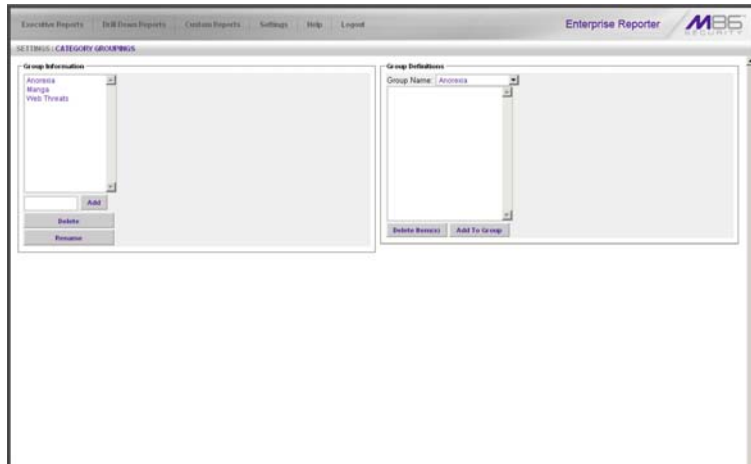 Executive Reports Drill Down Reports Custom Reports Settings Help Logout
Enterprise Reporter
M86 SECURITY
SETTINGS : CATEGORY GROUPINGS
Group Information
Anorexia
Manga
Web Threats
Add
Delete
Rename
Group Definitions
Group Name: Anorexia
Delete Item(s) Add To Group